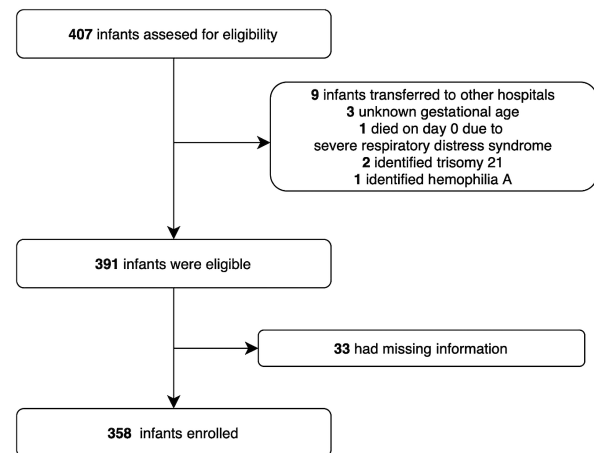 407 infants assesed for eligibility
9 infants transferred to other hospitals
3 unknown gestational age
1 died on day 0 due to
severe respiratory distress syndrome
2 identified trisomy 21
1 identified hemophilia A
391 infants were eligible
33 had missing information
358 infants enrolled